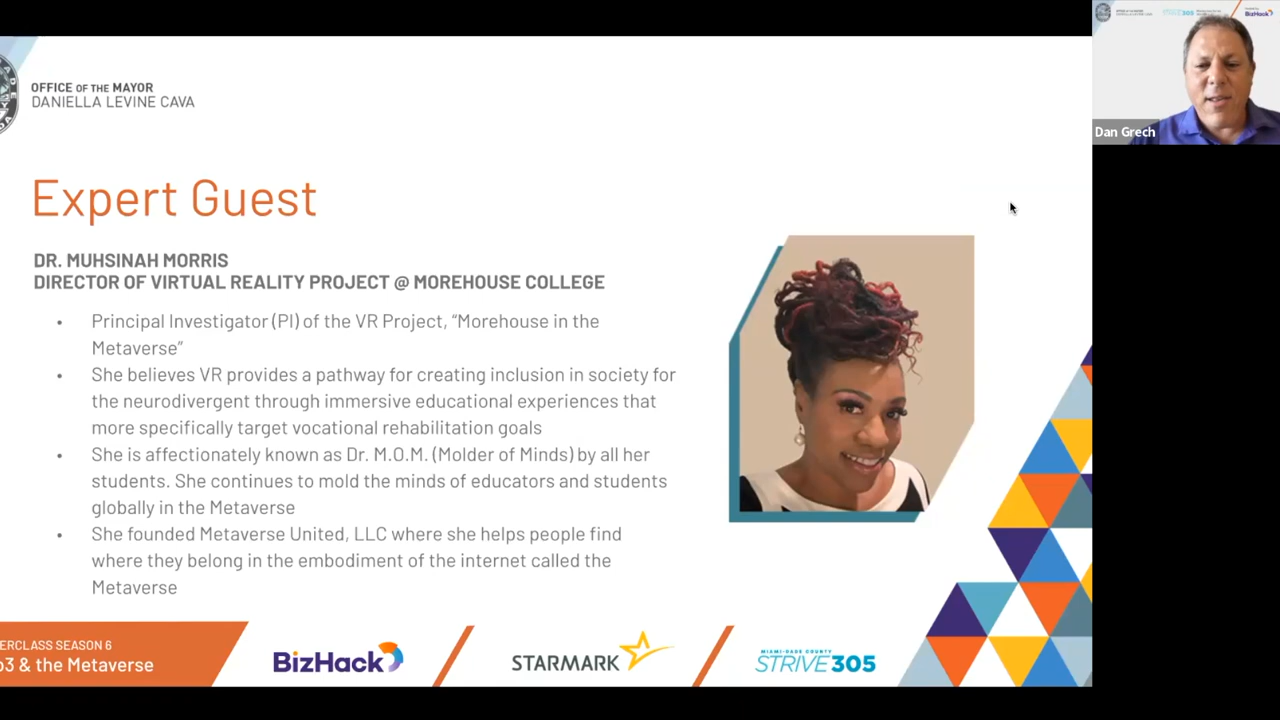 OFFICE OF THE MAYOR
DANIELLA LEVINE CAVA
Expert Guest
DR. MUHSINAH MORRIS
DIRECTOR OF VIRTUAL REALITY PROJECT @ MOREHOUSE COLLEGE
• Principal Investigator (PI) of the VR Project, “Morehouse in the
Metaverse”
• She believes VR provides a pathway for creating inclusion in society for
the neurodivergent through immersive educational experiences that
more specifically target vocational rehabilitation goals
• She is affectionately known as Dr. M.O.M. (Molder of Minds) by all her
students. She continues to mold the minds of educators and students
globally in the Metaverse
• She founded Metaverse United, LLC where she helps people find
where they belong in the embodiment of the internet called the
Metaverse
ERCLASS SEASON 6
3 & the Metaverse
BizHack
STARMARK
MIAMI-DADE COUNTY
STRIVE305
BizHack
Dan Grech